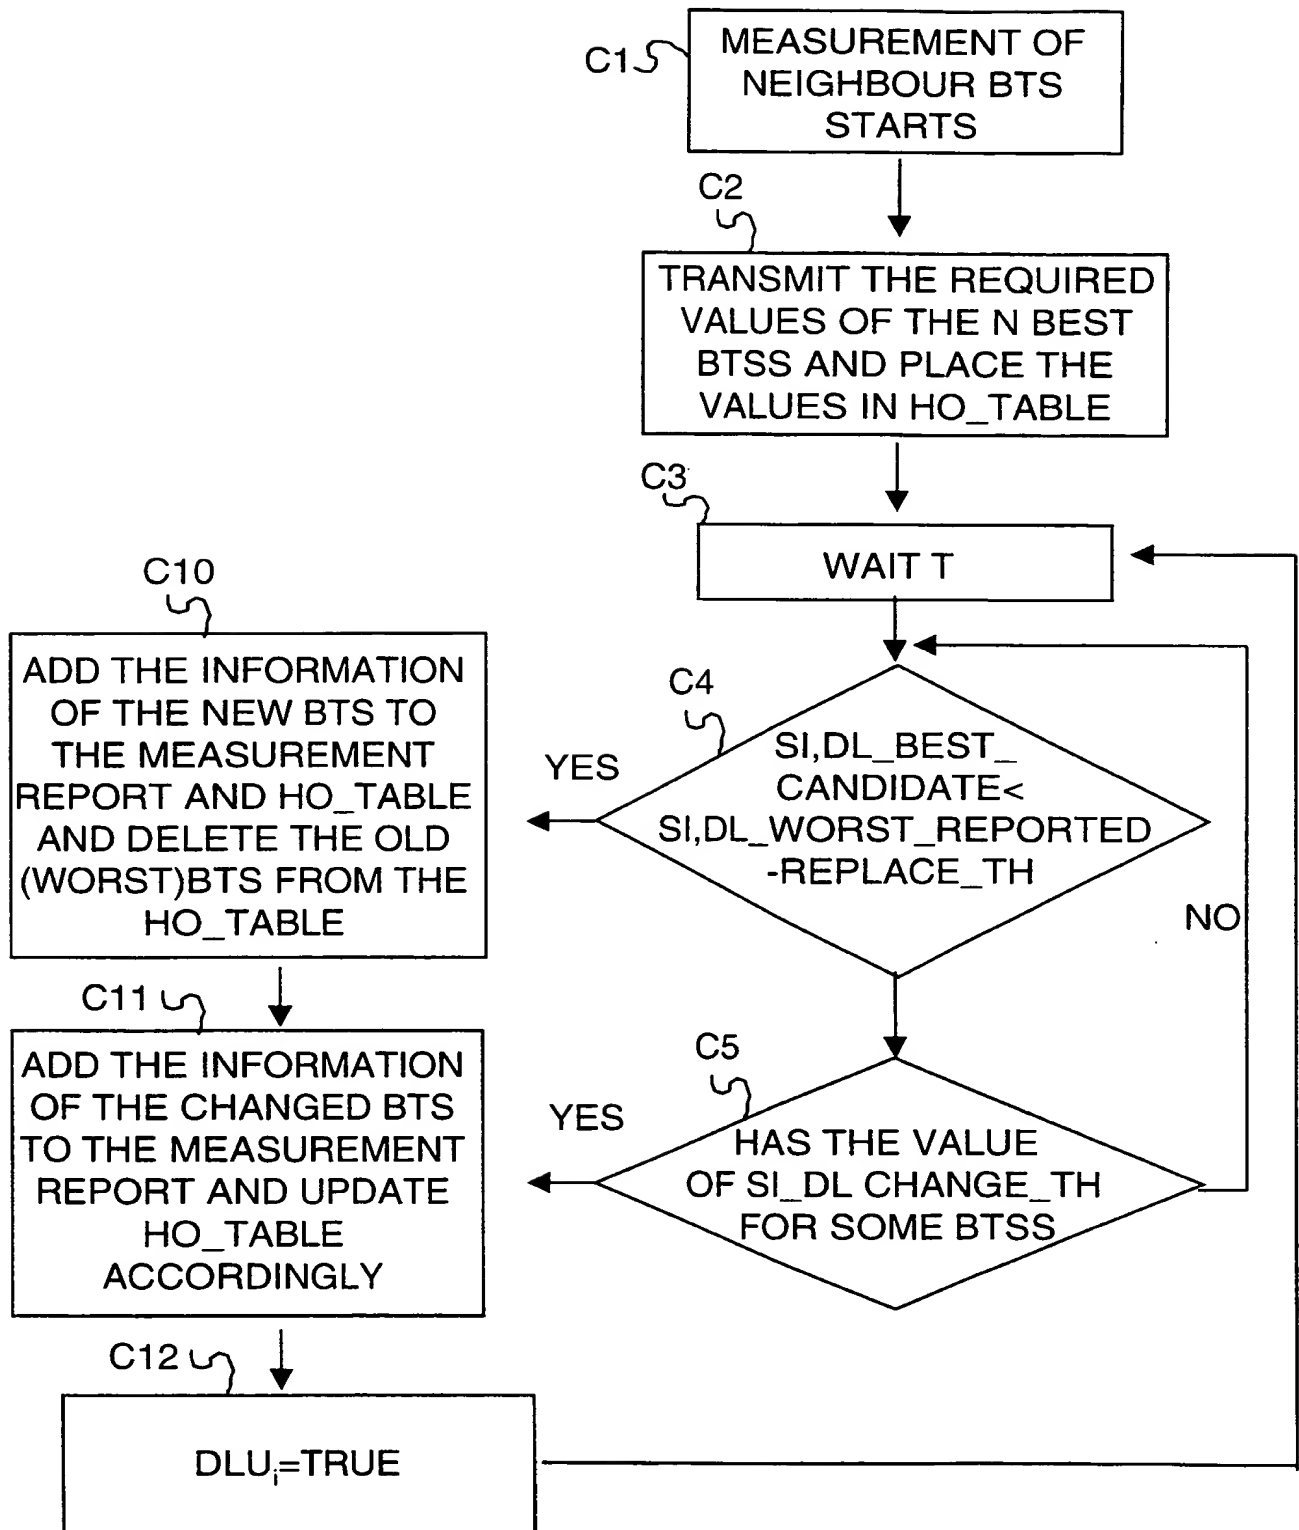 C1
MEASUREMENT OF
NEIGHBOUR BTS
STARTS
C2
TRANSMIT THE REQUIRED
VALUES OF THE N BEST
BTSS AND PLACE THE
VALUES IN HO_TABLE
C3
WAIT T
C4
SI,DL_BEST_
CANDIDATE<
SI,DL_WORST_REPORTED
-REPLACE_TH
YES
C10
ADD THE INFORMATION
OF THE NEW BTS TO
THE MEASUREMENT
REPORT AND HO_TABLE
AND DELETE THE OLD
(WORST)BTS FROM THE
HO_TABLE
NO
C5
HAS THE VALUE
OF SI_DL CHANGE_TH
FOR SOME BTSS
YES
C11
ADD THE INFORMATION
OF THE CHANGED BTS
TO THE MEASUREMENT
REPORT AND UPDATE
HO_TABLE
ACCORDINGLY
C12
DLUi=TRUE